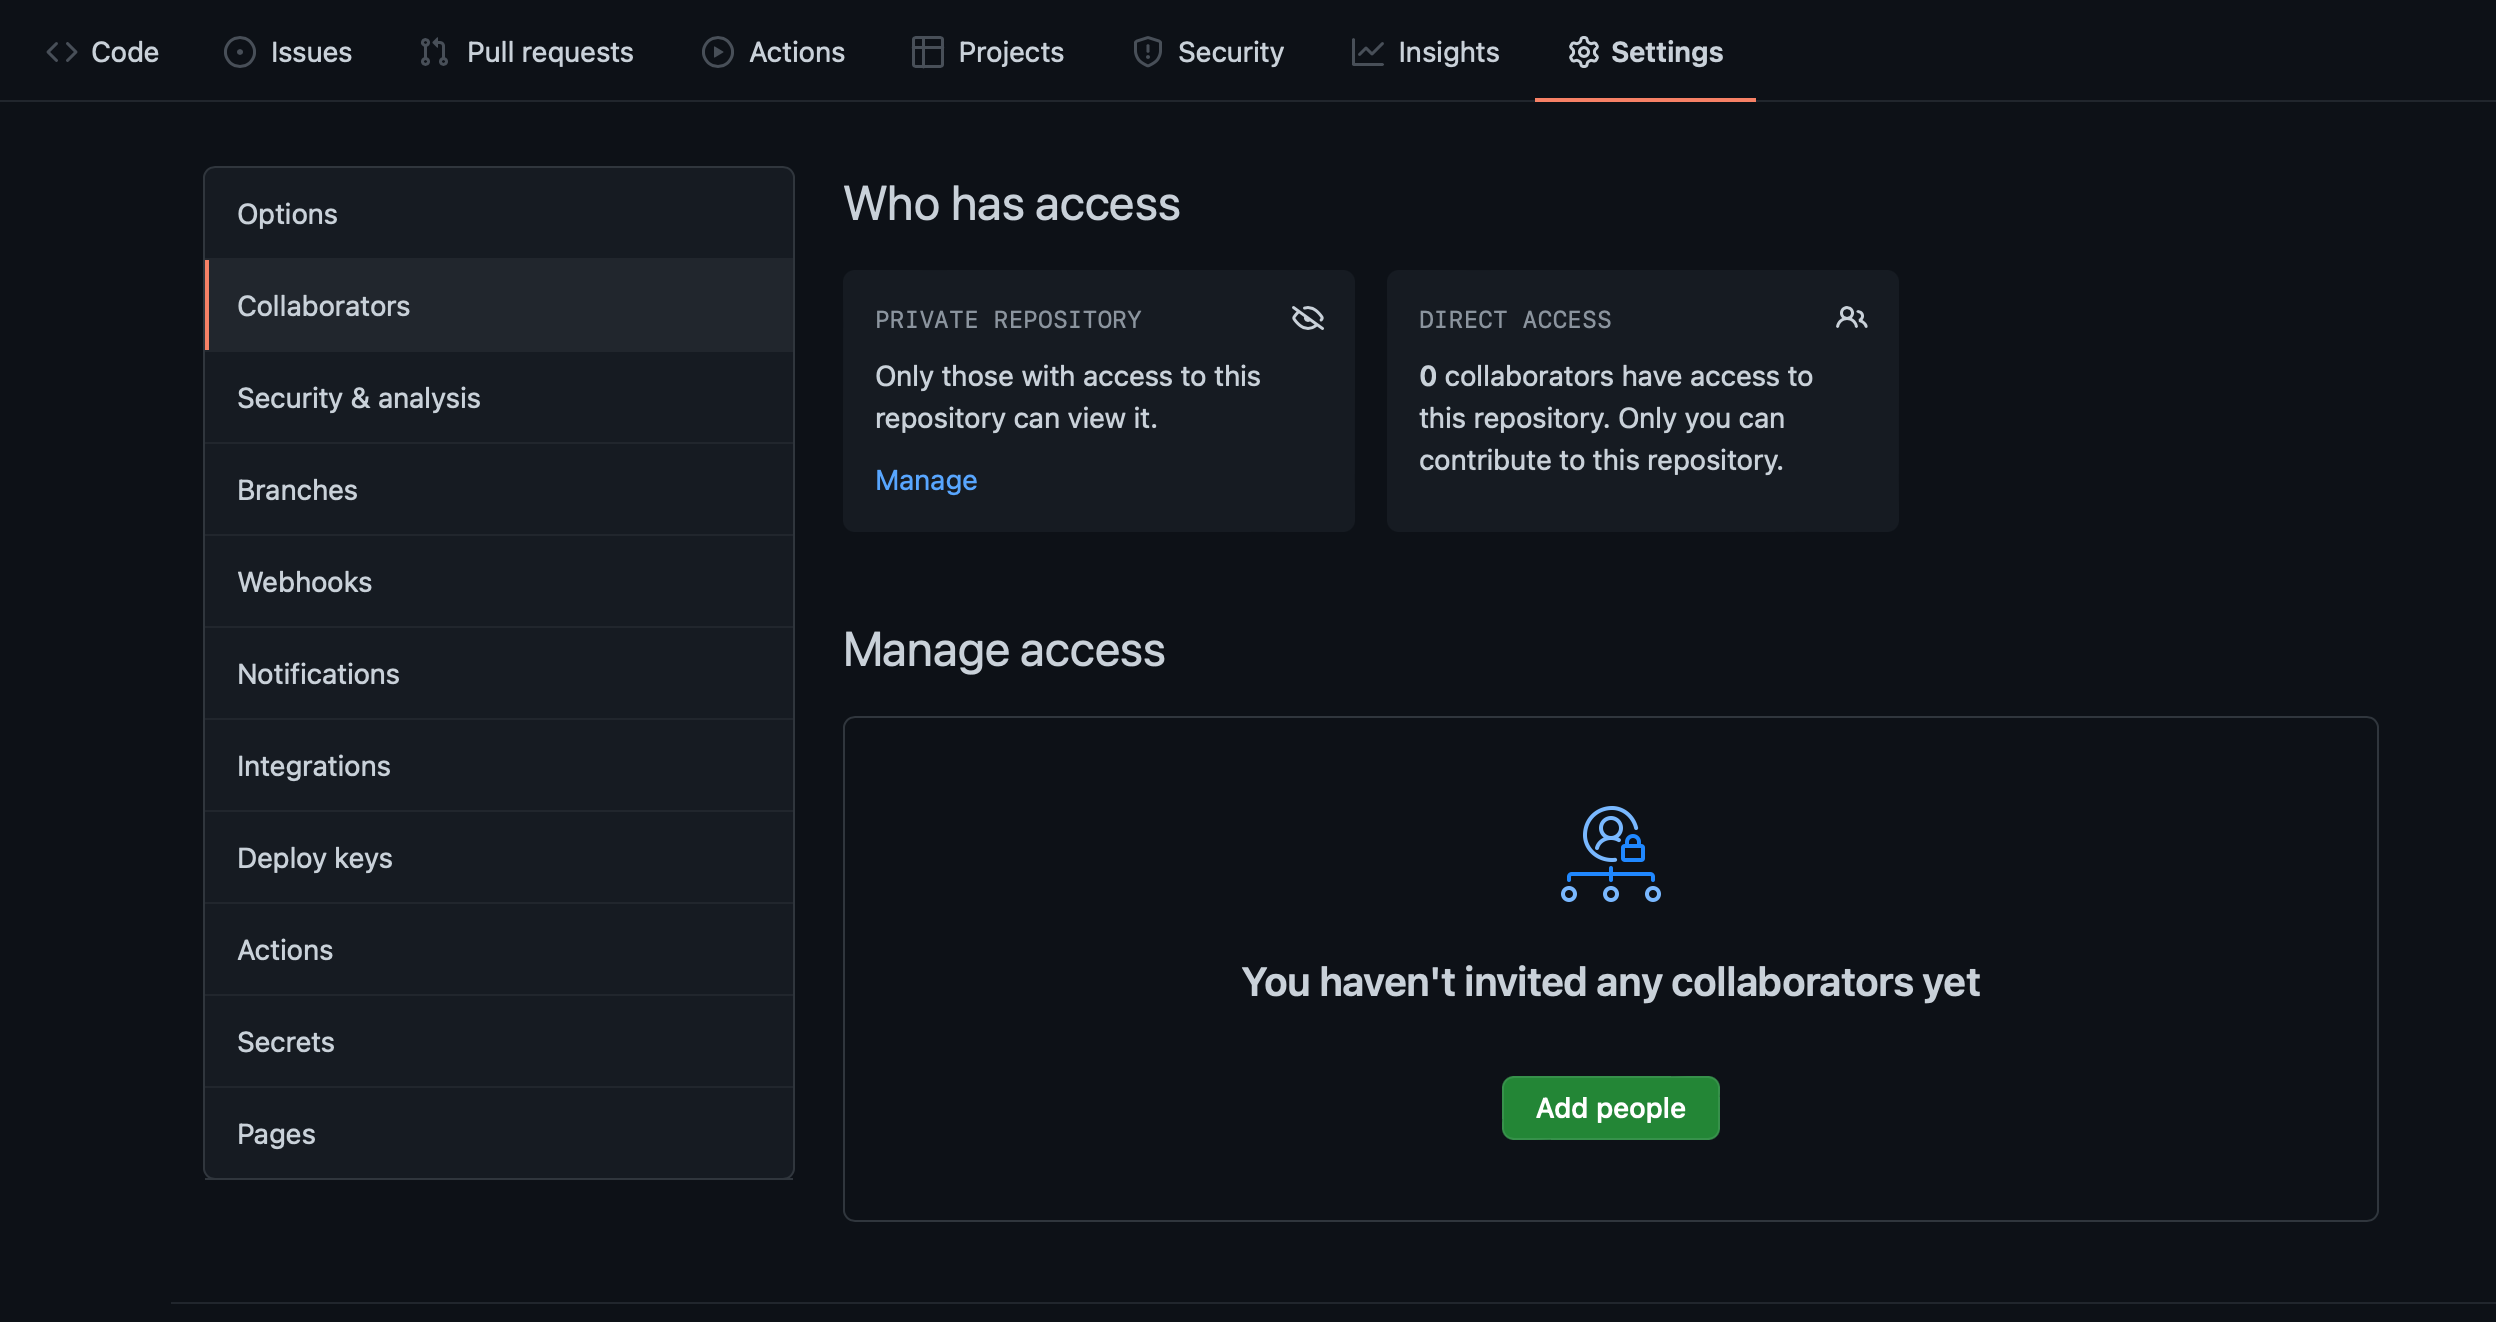 Code Issues Pull requests Actions Projects Security Insights Settings
Options
Collaborators
Security & analysis
Branches
Webhooks
Notifications
Integrations
Deploy keys
Actions
Secrets
Pages
Who has access
PRIVATE REPOSITORY
Only those with access to this
repository can view it.
Manage
DIRECT ACCESS
0 collaborators have access to
this repository. Only you can
contribute to this repository.
Manage access
You haven't invited any collaborators yet
Add people